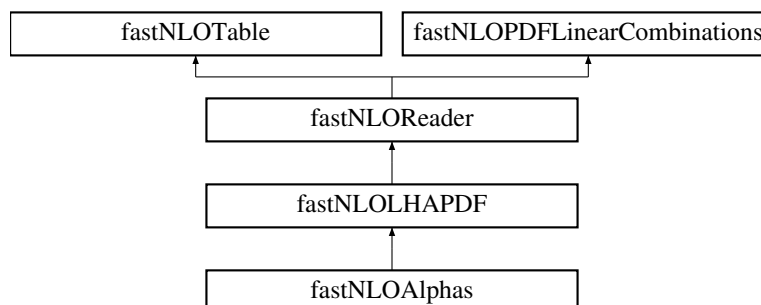 fastNLOTable
fastNLOPDFLinearCombinations
fastNLOReader
fastNLOLHAPDF
fastNLOAlphas